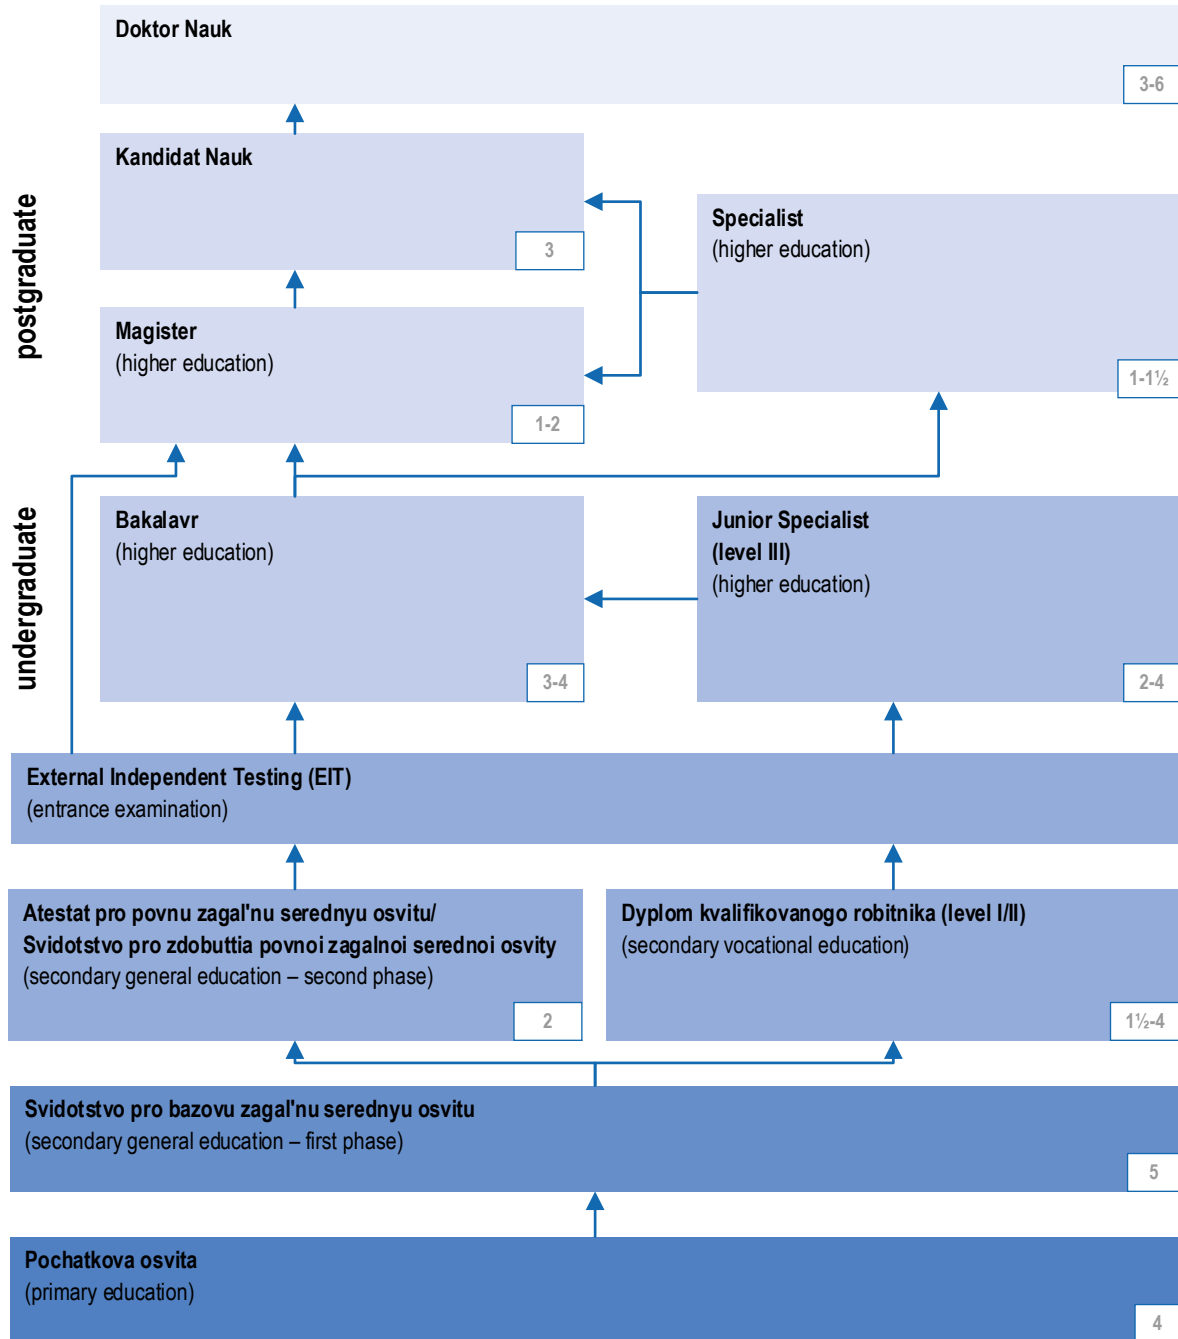 Doktor Nauk
3-6
Kandidat Nauk
3
postgraduate
Specialist
(higher education)
1-1½
Magister
(higher education)
1-2
undergraduate
Bakalavr
(higher education)
3-4
Junior Specialist
(level III)
(higher education)
2-4
External Independent Testing (EIT)
(entrance examination)
Atestat pro povnu zagal'nu serednyu osvitu/
Svidotstvo pro zdobuttia povnoi zagalnoi serednoi osvity
(secondary general education – second phase)
2
Dyplom kvalifikovanogo robitnika (level I/II)
(secondary vocational education)
1½-4
Svidotstvo pro bazovu zagal'nu serednyu osvitu
(secondary general education – first phase)
5
Pochatkova osvita
(primary education)
4